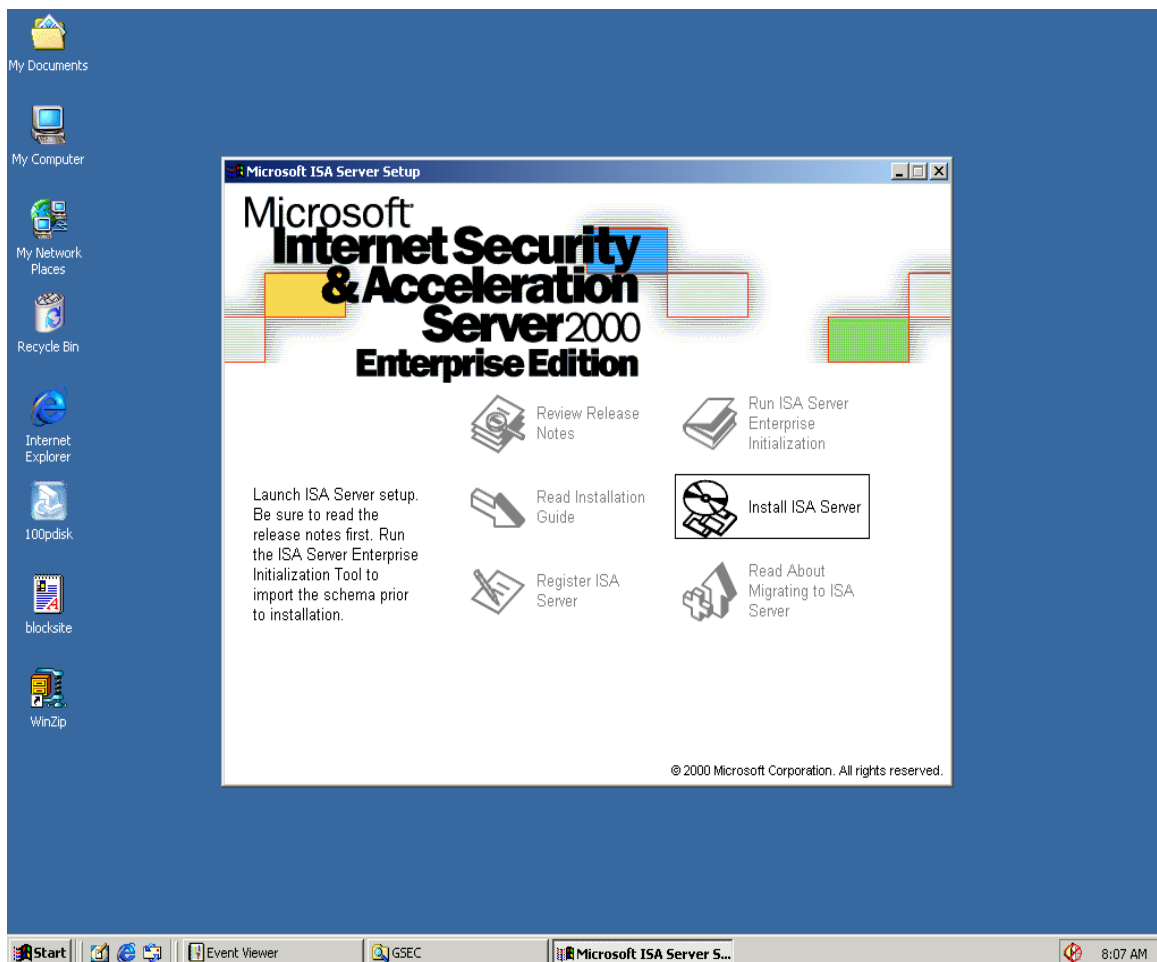 My Documents
My Computer
My Network
Places
Recycle Bin
Internet
Explorer
100pdisk
blocksite
WinZip
Microsoft ISA Server Setup
Microsoft
Internet Security
& Acceleration
Server 2000
Enterprise Edition
Launch ISA Server setup.
Be sure to read the
release notes first. Run
the ISA Server Enterprise
Initialization Tool to
import the schema prior
to installation.
Review Release
Notes
Run ISA Server
Enterprise
Initialization
Read Installation
Guide
Install ISA Server
Register ISA
Server
Read About
Migrating to ISA
Server
© 2000 Microsoft Corporation. All rights reserved.
Start
Event Viewer
GSEC
Microsoft ISA Server S...
8:07 AM